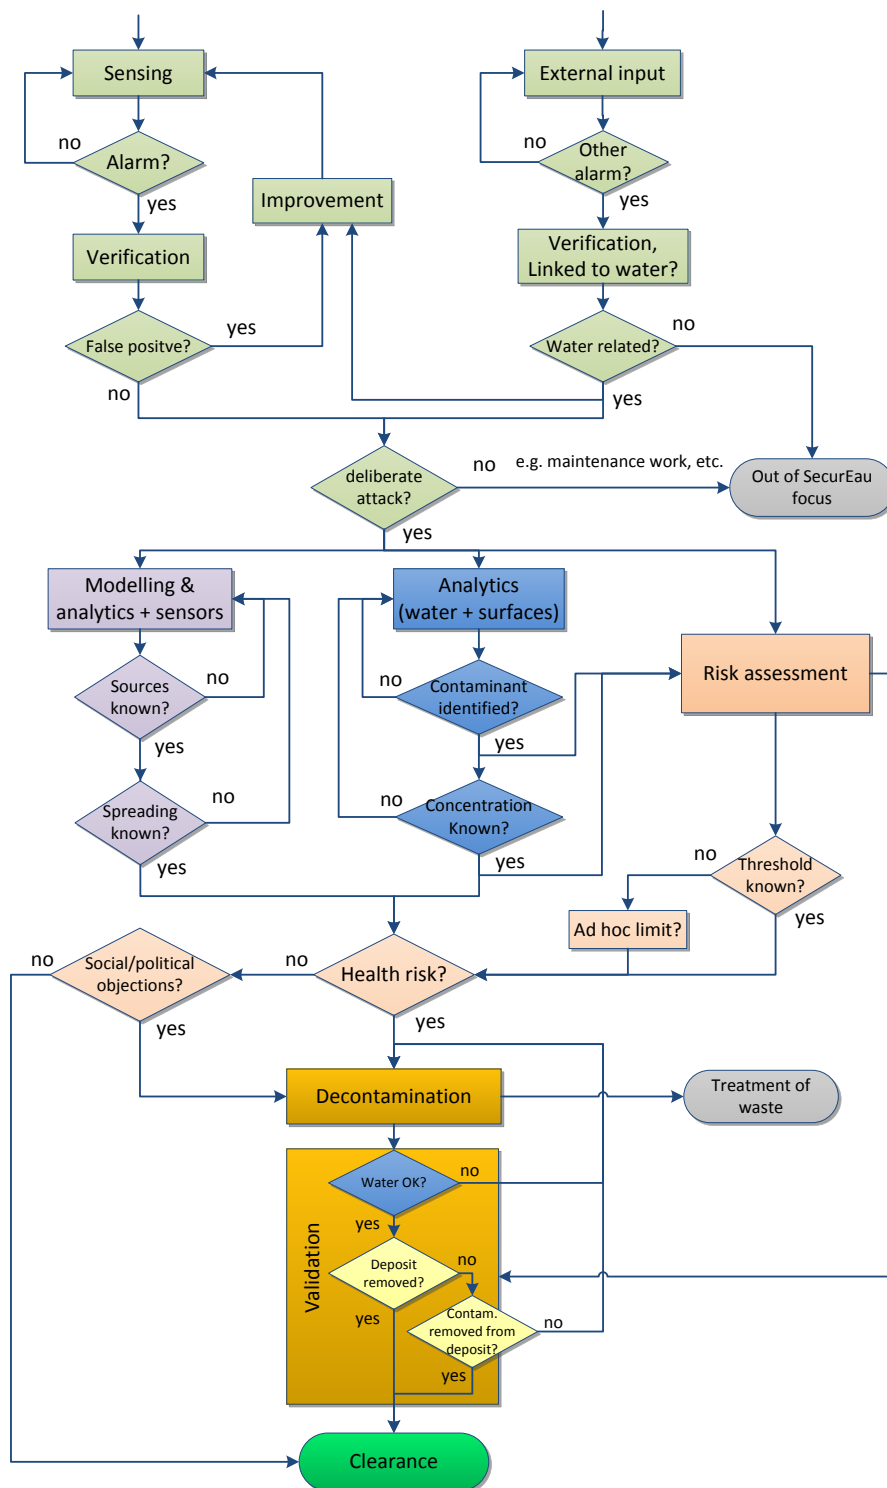 Sensing
External input
no
Alarm?
yes
no
Other
alarm?
yes
Improvement
Verification
Verification,
Linked to water?
False positve?
yes
no
Water related?
no
yes
deliberate
attack?
no
e.g. maintenance work, etc.
yes
Out of SecurEau
focus
Modelling &
analytics + sensors
Analytics
(water + surfaces)
Sources
known?
no
yes
no
Contaminant
identified?
yes
Risk assessment
Spreading
known?
no
yes
no
Concentration
Known?
yes
no
Threshold
known?
yes
Ad hoc limit?
no
Social/political
objections?
yes
no
Health risk?
yes
Decontamination
Treatment of
waste
Validation
Water OK?
no
yes
Deposit
removed?
no
yes
Contam.
removed from
deposit?
no
yes
Clearance